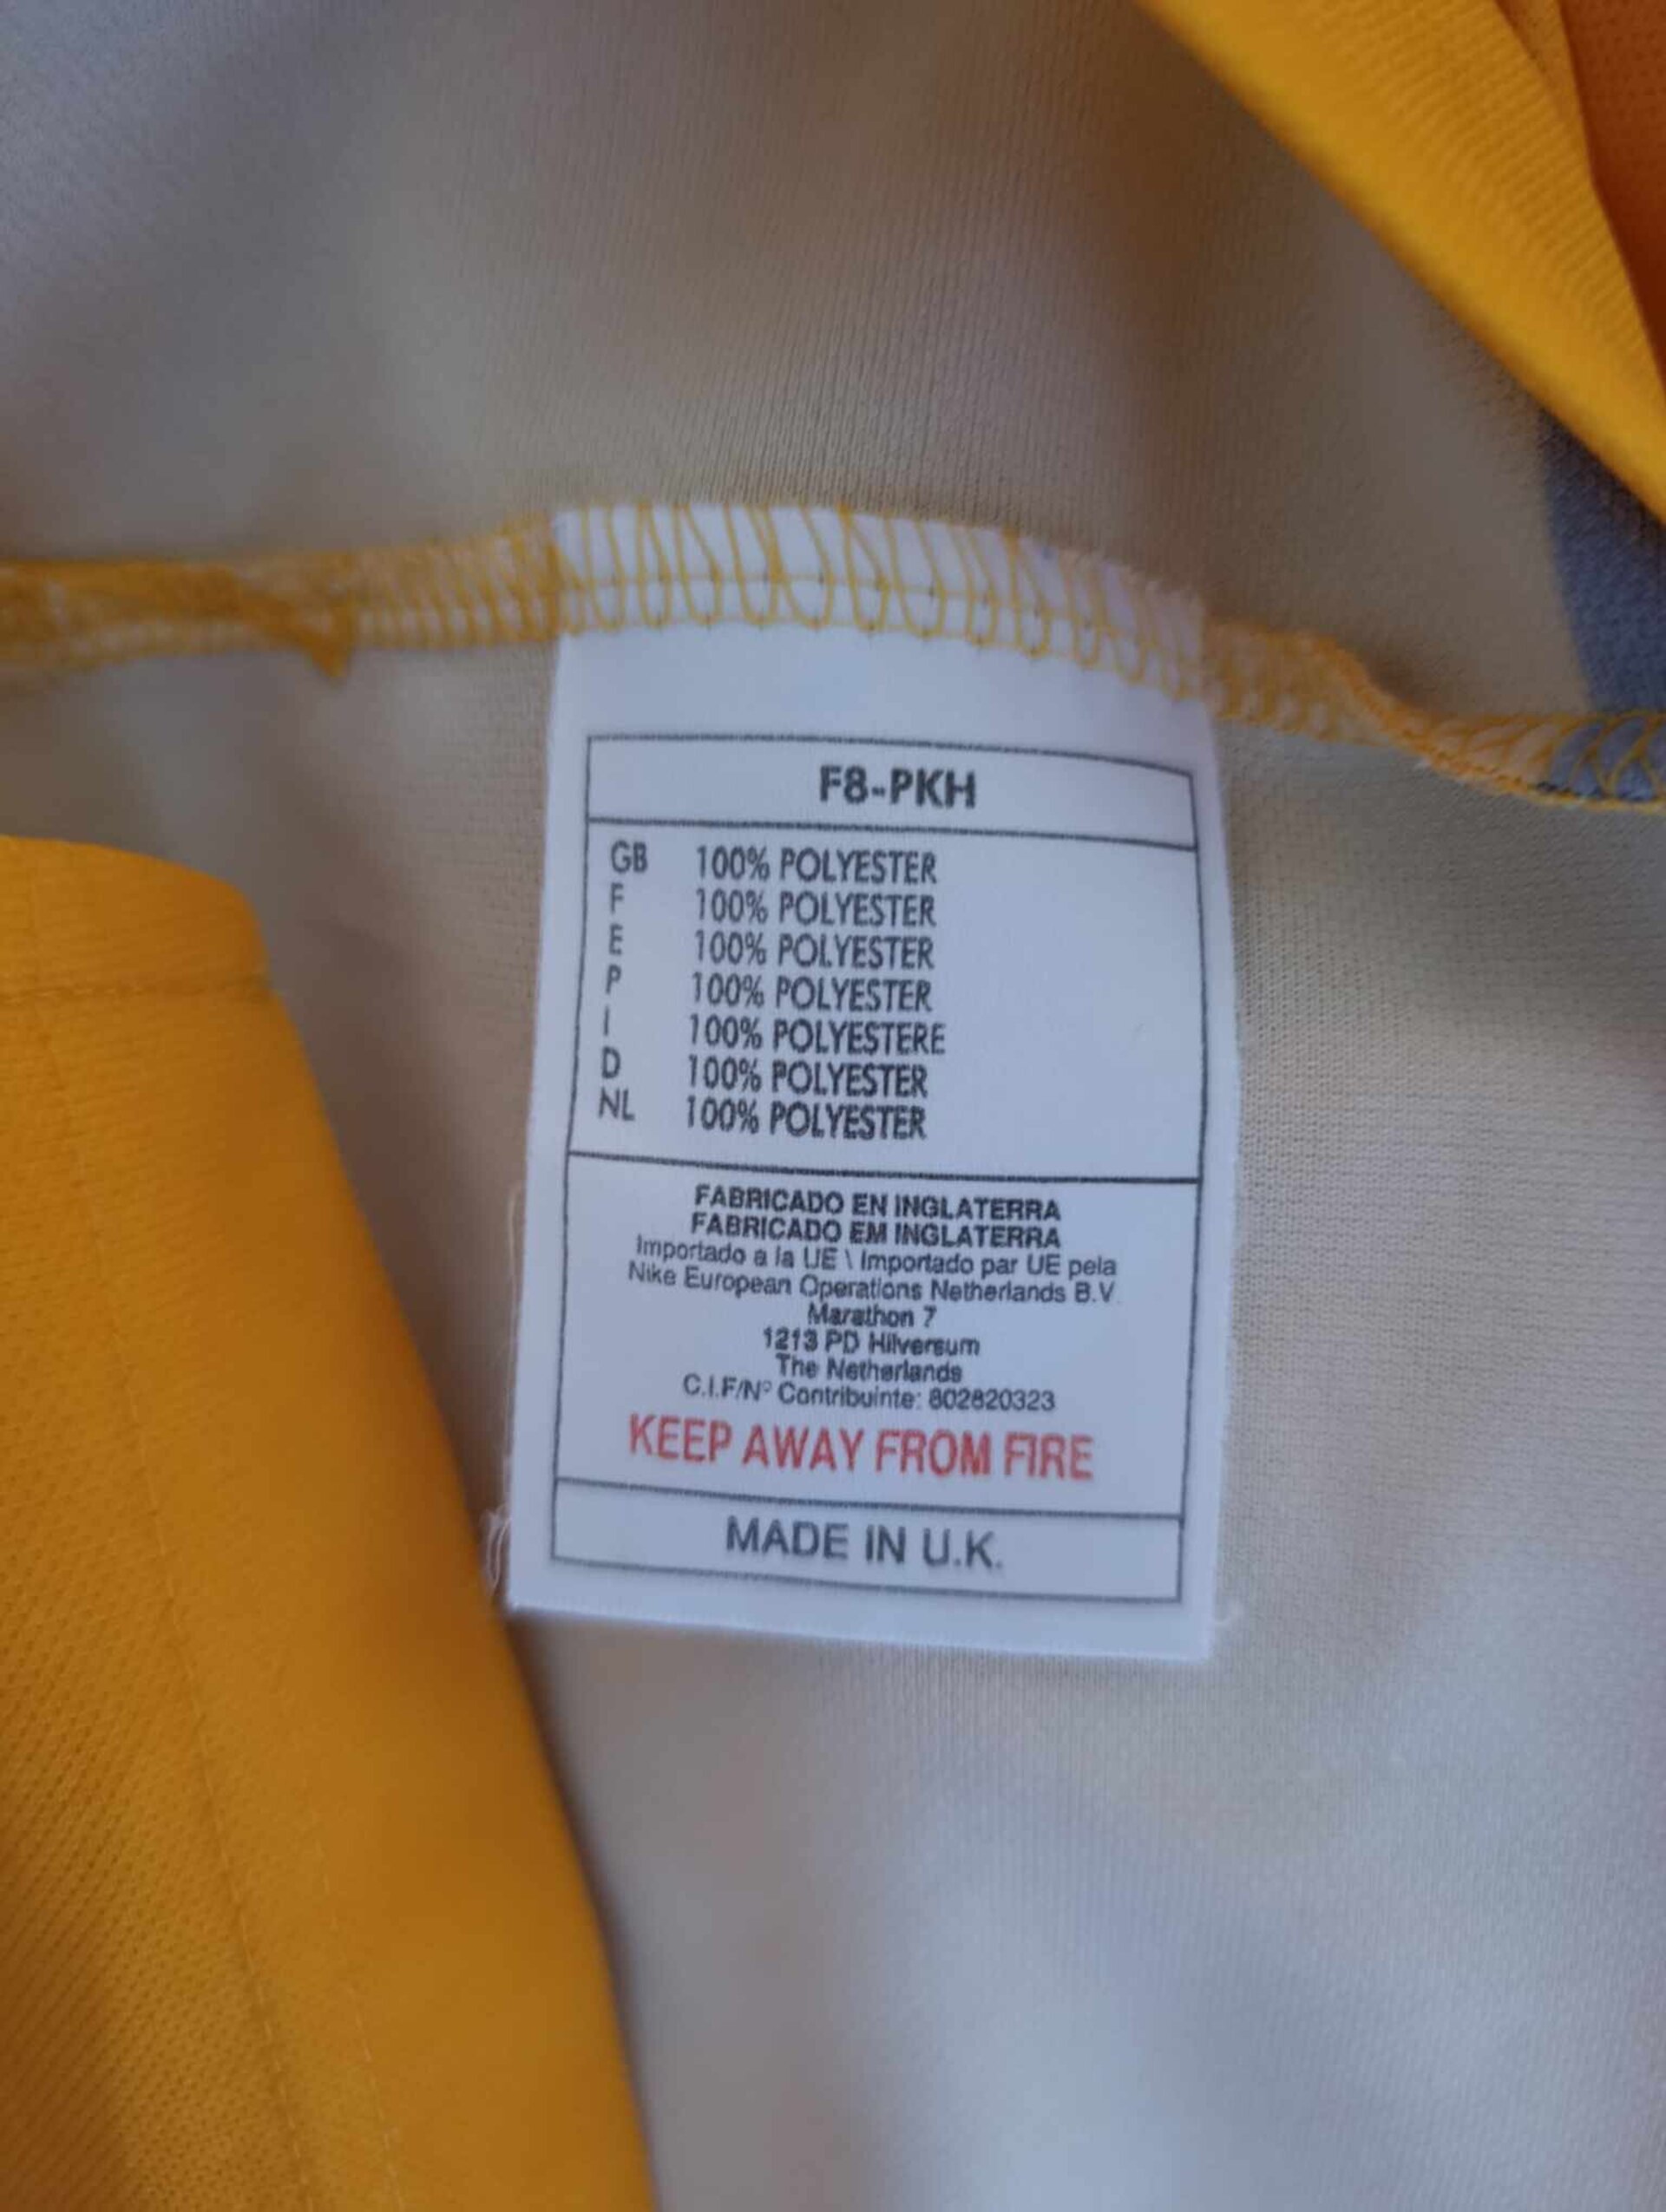 F8-PKH
GB 100% POLYESTER
F 100% POLYESTER
E 100% POLYESTER
P 100% POLYESTER
I 100% POLYESTERE
D 100% POLYESTER
NL 100% POLYESTER
FABRICADO EN INGLATERRA
FABRICADO EM INGLATERRA
Importado a la UE \ Importado par UE pela
Nike European Operations Netherlands B.V.
Marathon 7
1213 PD Hilversum
The Netherlands
C.I.F/Nº Contribuinte: 802820323
KEEP AWAY FROM FIRE
MADE IN U.K.